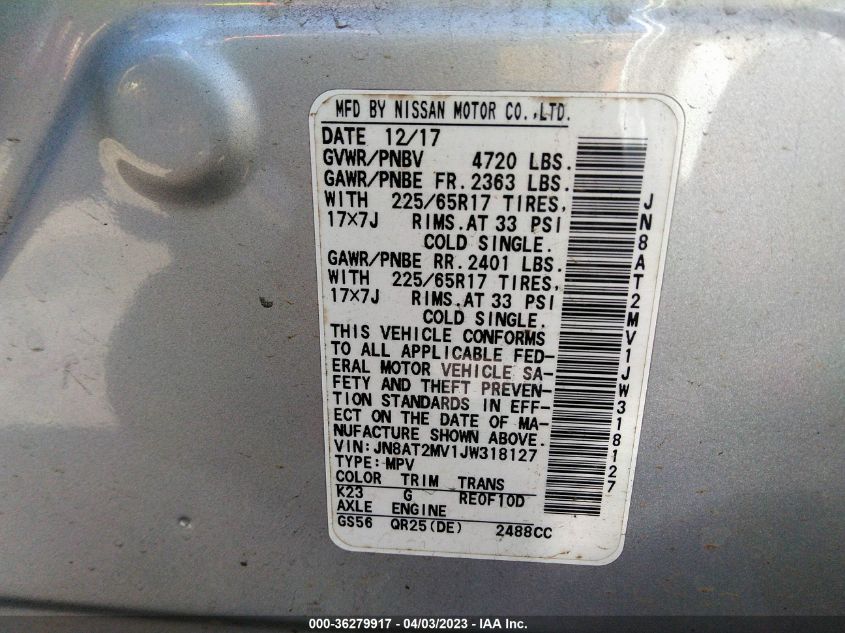 MFD BY NISSAN MOTOR CO.,LTD.
DATE 12/17
GVWR/PNBV 4720 LBS.
GAWR/PNBE FR.2363 LBS.
WITH 225/65R17 TIRES,
17×7J RIMS.AT 33 PSI
COLD SINGLE.
GAWR/PNBE RR.2401 LBS.
WITH 225/65R17 TIRES,
17×7J RIMS.AT 33 PSI
COLD SINGLE.
THIS VEHICLE CONFORMS
TO ALL APPLICABLE FED-
ERAL MOTOR VEHICLE SA-
FETY AND THEFT PREVEN-
TION STANDARDS IN EFF-
ECT ON THE DATE OF MA-
NUFACTURE SHOWN ABOVE.
VIN:JN8AT2MV1JW318127
TYPE:MPV
COLOR TRIM TRANS
K23 G RE0F10D
AXLE ENGINE
GS56 QR25(DE) 2488CC
JN8AT2MV1JW318127
000-36279917 - 04/03/2023 - IAA Inc.